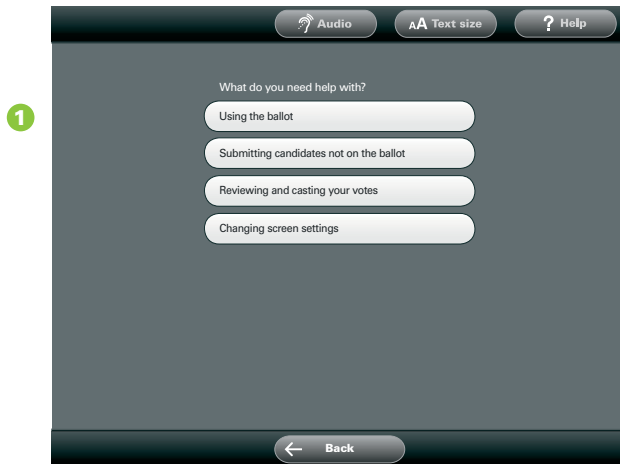 Audio
AA Text size
? Help
What do you need help with?
1
Using the ballot
Submitting candidates not on the ballot
Reviewing and casting your votes
Changing screen settings
Back